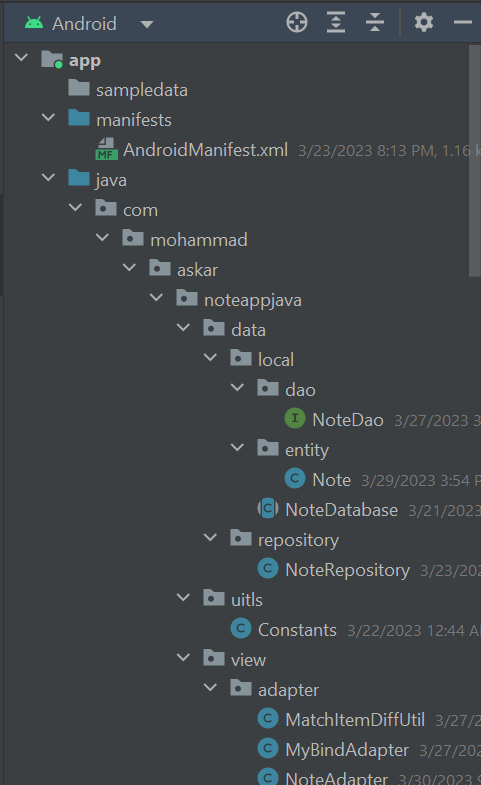 Android
app
sampledata
manifests
MF AndroidManifest.xml 3/23/2023 8:13 PM, 1.16 k
java
com
mohammad
askar
noteappjava
data
local
dao
I NoteDao 3/27/2023 3
entity
C Note 3/29/2023 3:54 P
C NoteDatabase 3/21/2023
repository
C NoteRepository 3/23/202
uitls
C Constants 3/22/2023 12:44 A
view
adapter
C MatchItemDiffUtil 3/27/2
C MyBindAdapter 3/27/202
C NoteAdapter 3/30/2023 9